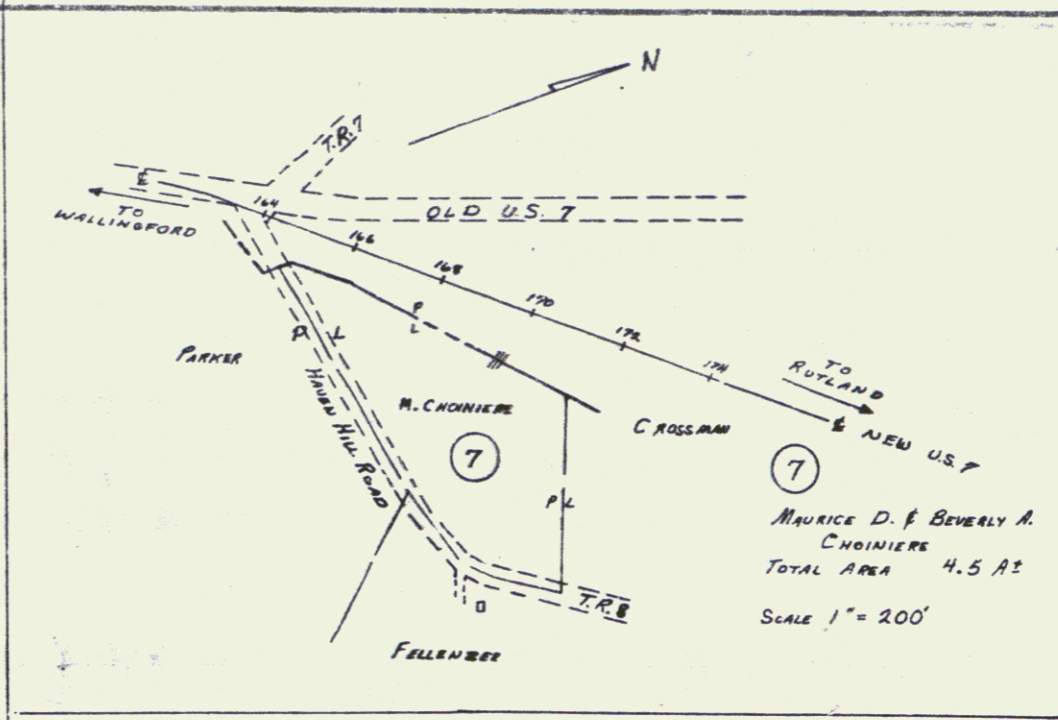 N
T.R.7
℄
TO
WALLINGFORD
164
OLD U.S. 7
166
168
170
172
174
TO
RUTLAND
℄ NEW U.S. 7
P
L
P L
PARKER
HAVEN HILL ROAD
M. CHOINIERE
7
CROSSMAN
7
P L
MAURICE D. & BEVERLY A.
CHOINIERE
TOTAL AREA 4.5 A±
SCALE 1" = 200'
T.R.8